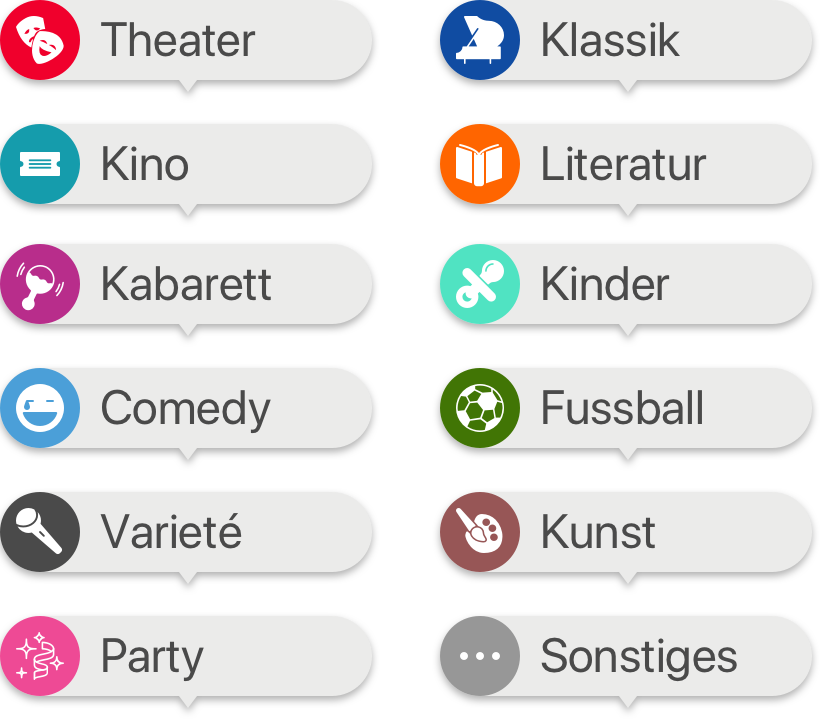 Theater
Klassik
Kino
Literatur
Kabarett
Kinder
Comedy
Fussball
Varieté
Kunst
Party
Sonstiges